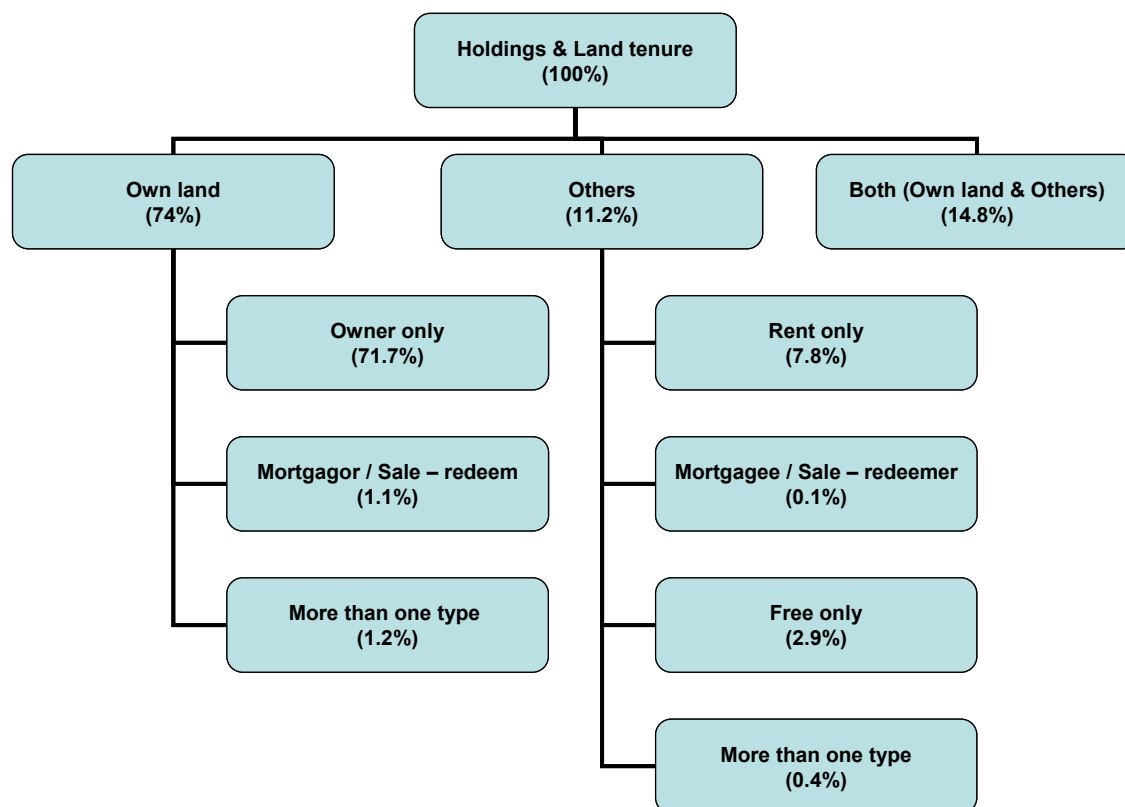 Holdings & Land tenure
(100%)
Own land
(74%)
Others
(11.2%)
Both (Own land & Others)
(14.8%)
Owner only
(71.7%)
Rent only
(7.8%)
Mortgagor / Sale – redeem
(1.1%)
Mortgagee / Sale – redeemer
(0.1%)
More than one type
(1.2%)
Free only
(2.9%)
More than one type
(0.4%)